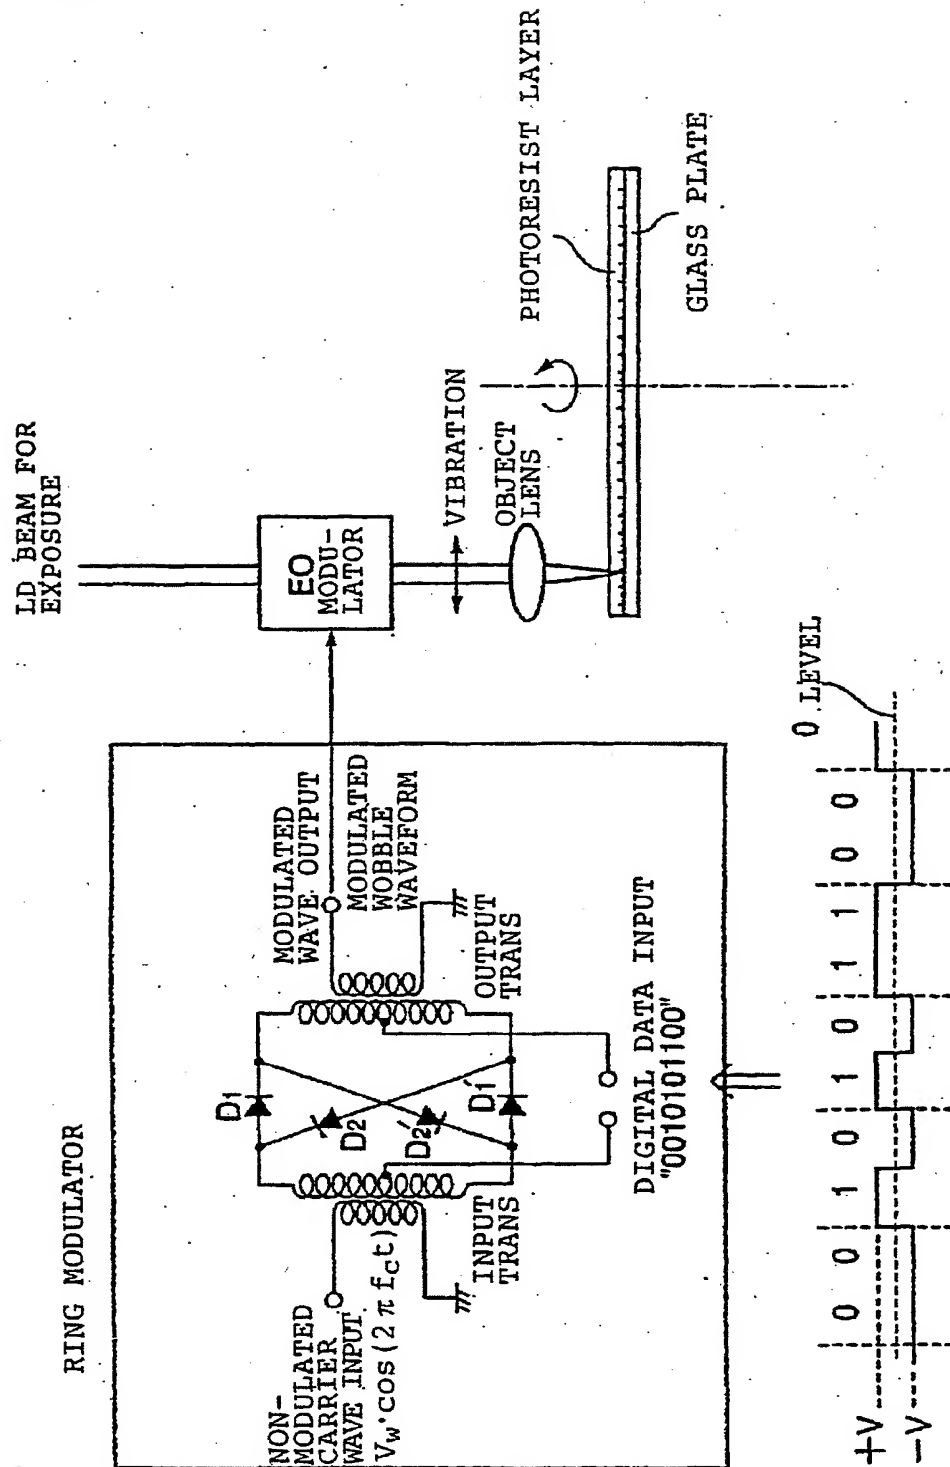 RING MODULATOR
NON-
MODULATED
CARRIER
WAVE INPUT
Vw·cos(2πfct)
INPUT
TRANS
D1
D2
D2'
D1'
OUTPUT
TRANS
MODULATED
WAVE OUTPUT
MODULATED
WOBBLE
WAVEFORM
DIGITAL DATA INPUT
"0010101100"
LD BEAM FOR
EXPOSURE
EO
MODU-
LATOR
VIBRATION
OBJECT
LENS
PHOTORESIST LAYER
GLASS PLATE
+V
-V
0 0 1 0 1 0 1 1 0 0
0 LEVEL